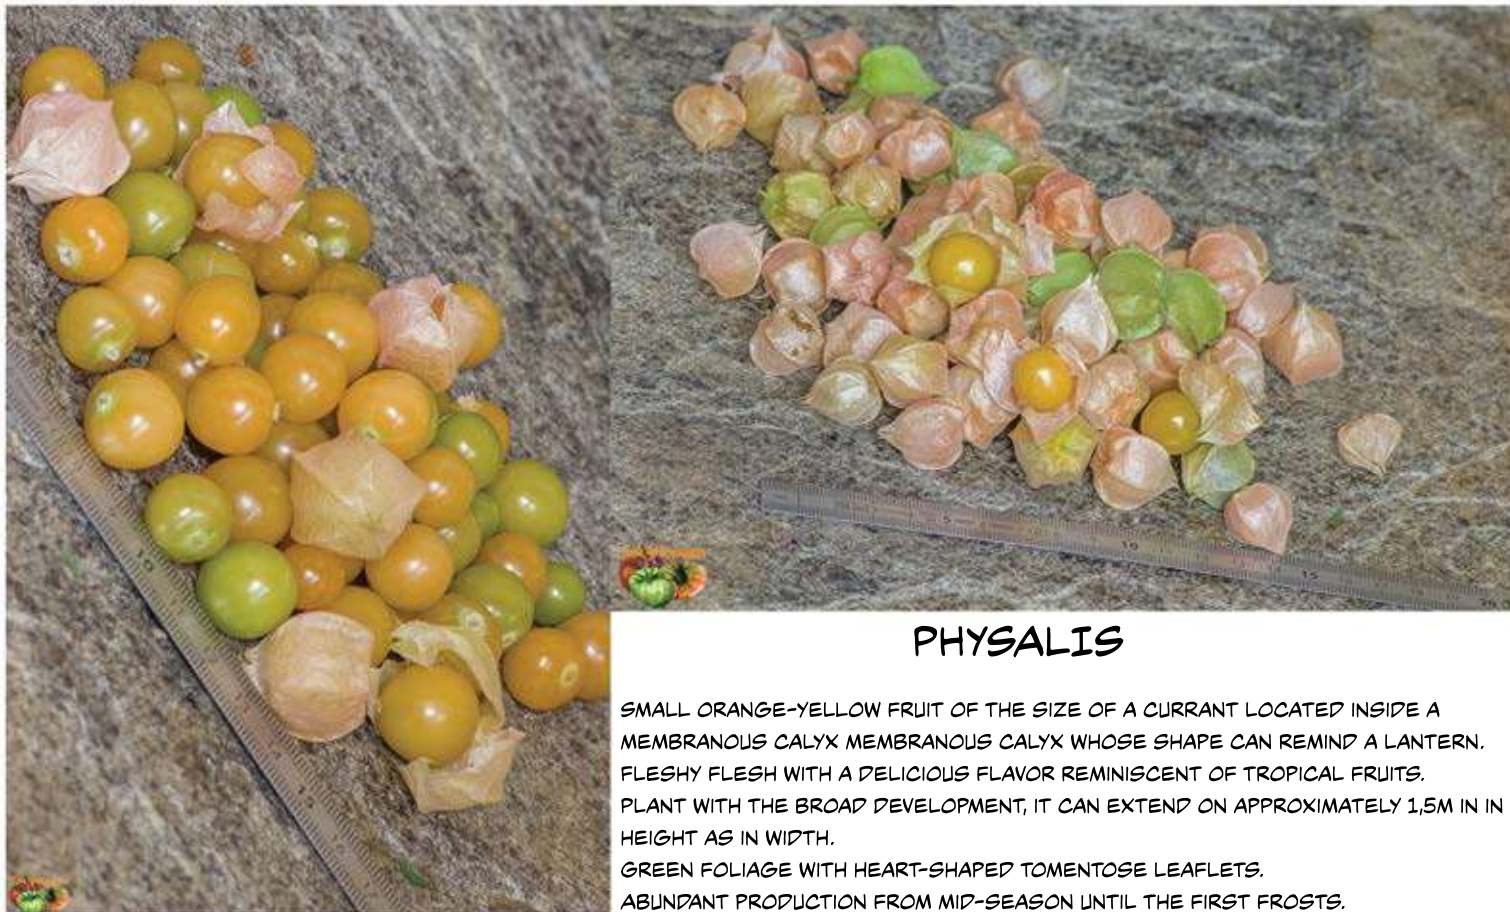 PHYSALIS
SMALL ORANGE-YELLOW FRUIT OF THE SIZE OF A CURRANT LOCATED INSIDE A
MEMBRANOUS CALYX MEMBRANOUS CALYX WHOSE SHAPE CAN REMIND A LANTERN.
FLESHY FLESH WITH A DELICIOUS FLAVOR REMINISCENT OF TROPICAL FRUITS.
PLANT WITH THE BROAD DEVELOPMENT, IT CAN EXTEND ON APPROXIMATELY 1,5M IN IN
HEIGHT AS IN WIDTH.
GREEN FOLIAGE WITH HEART-SHAPED TOMENTOSE LEAFLETS.
ABUNDANT PRODUCTION FROM MID-SEASON UNTIL THE FIRST FROSTS.